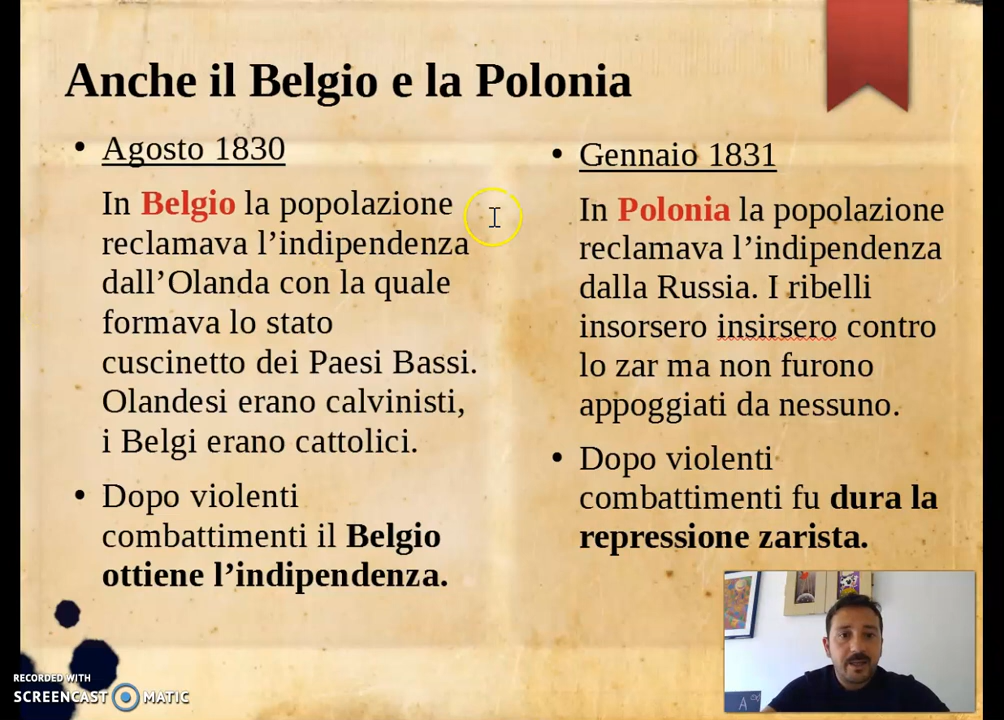 Anche il Belgio e la Polonia
• Agosto 1830
In Belgio la popolazione
reclamava l’indipendenza
dall’Olanda con la quale
formava lo stato
cuscinetto dei Paesi Bassi.
Olandesi erano calvinisti,
i Belgi erano cattolici.
• Dopo violenti
combattimenti il Belgio
ottiene l’indipendenza.
• Gennaio 1831
In Polonia la popolazione
reclamava l’indipendenza
dalla Russia. I ribelli
insorsero insirsero contro
lo zar ma non furono
appoggiati da nessuno.
• Dopo violenti
combattimenti fu dura la
repressione zarista.
RECORDED WITH
SCREENCAST MATIC